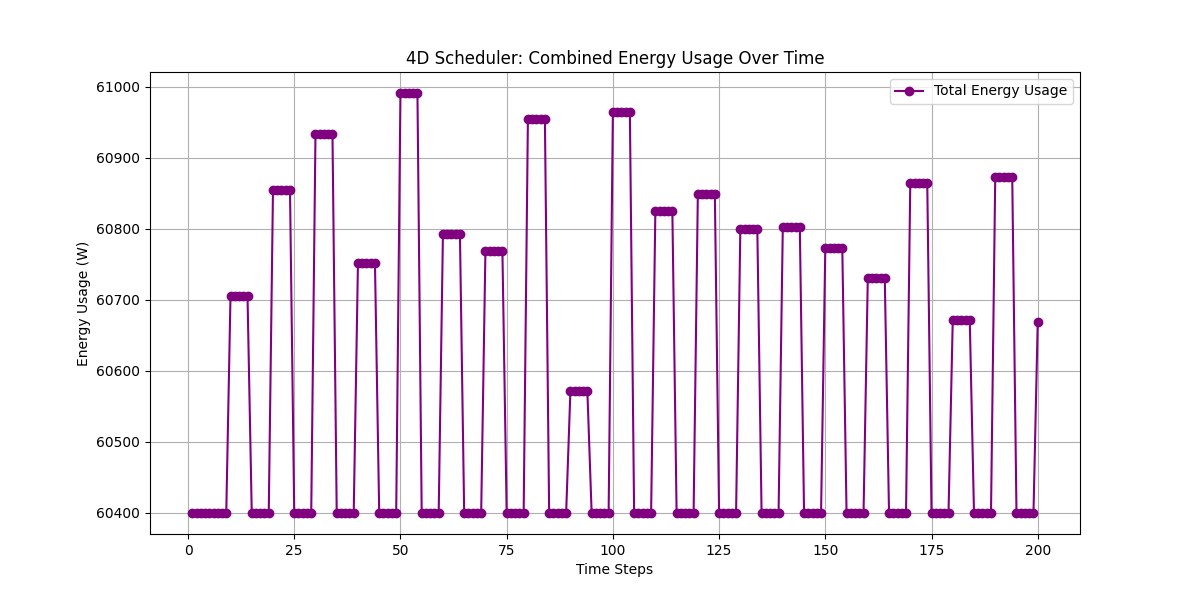 4D Scheduler: Combined Energy Usage Over Time
Total Energy Usage
Energy Usage (W)
61000
60900
60800
60700
60600
60500
60400
0 25 50 75 100 125 150 175 200
Time Steps